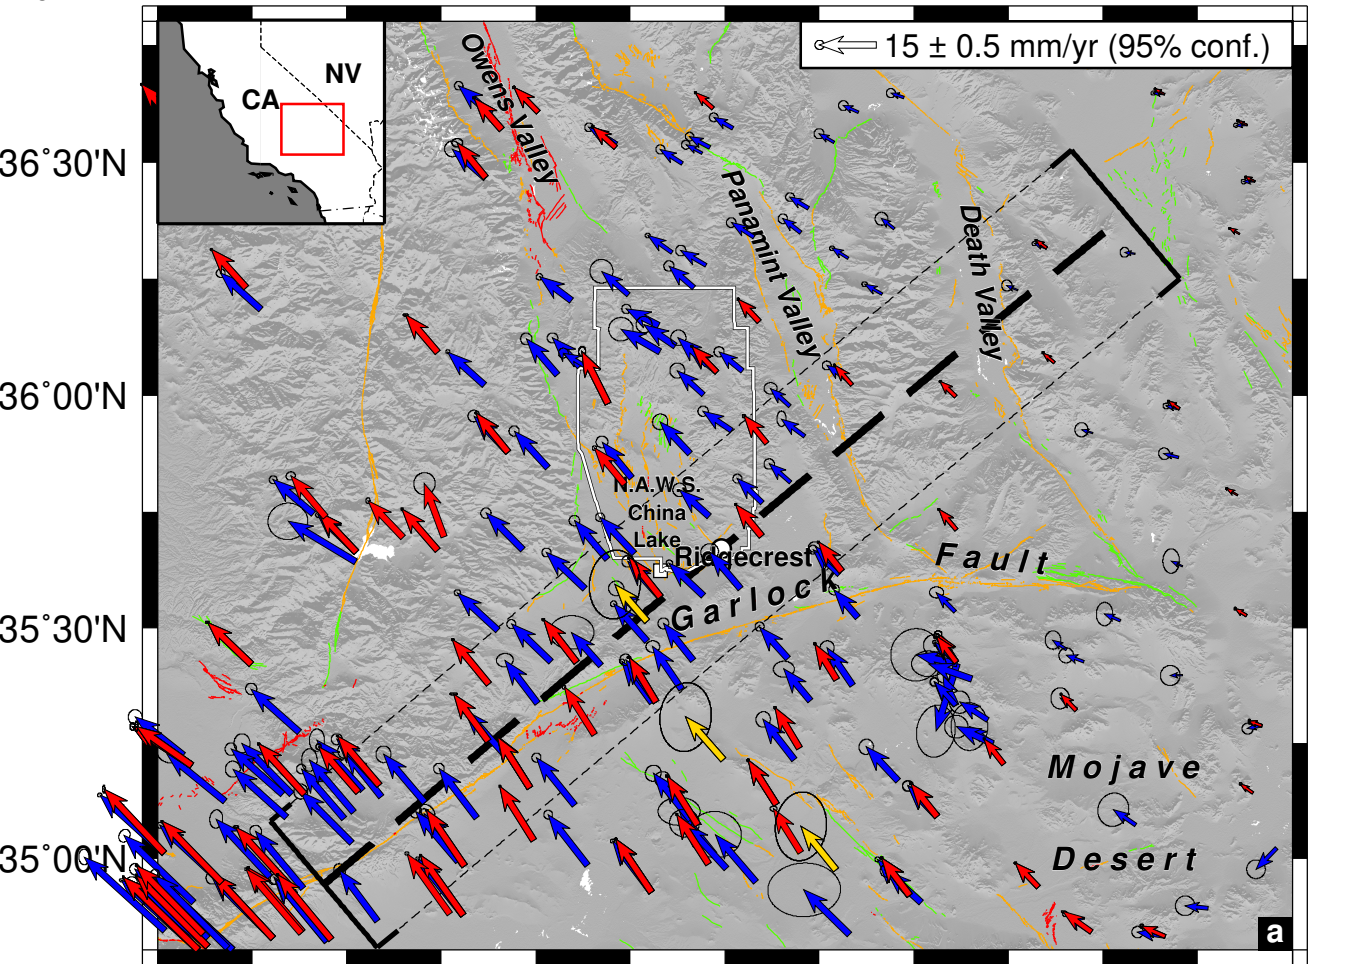 NV
CA
15 ± 0.5 mm/yr (95% conf.)
Owens Valley
36°30'N
Panamint Valley
Death Valley
36°00'N
N.A.W.S.
China
Lake
Ridgecrest
Garlock
Fault
35°30'N
Mojave
Desert
35°00'N
a